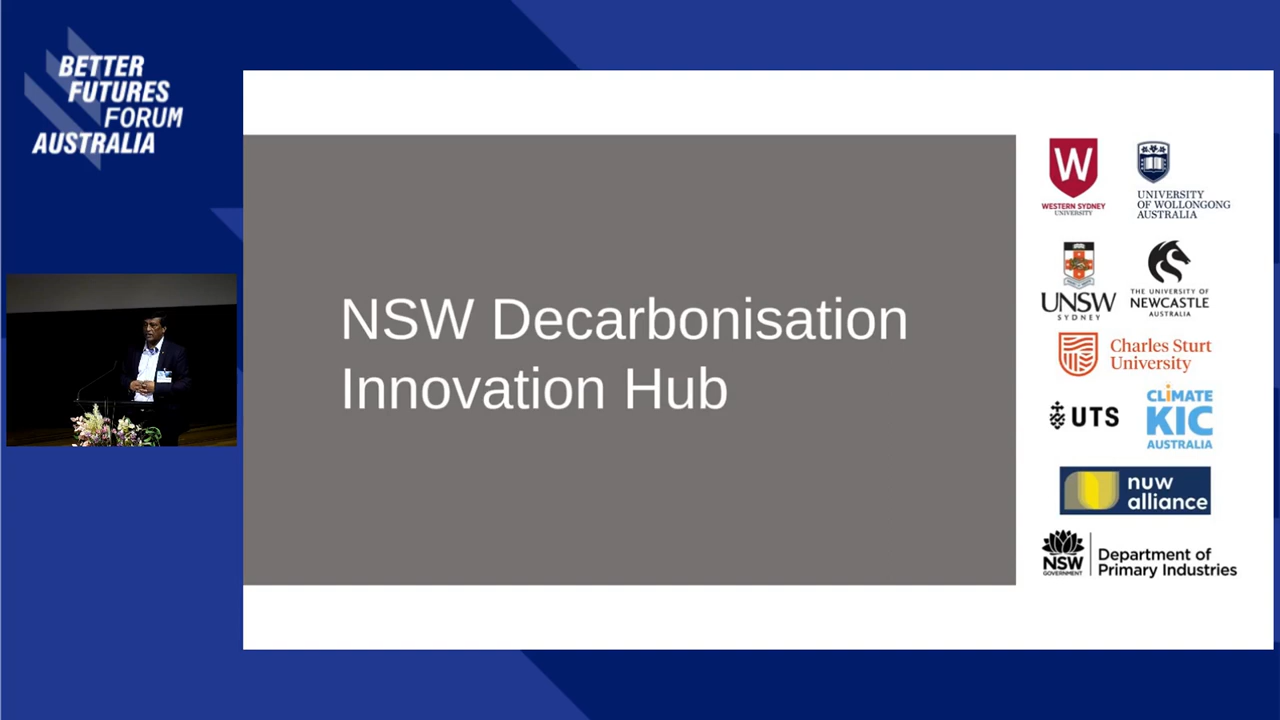 BETTER
FUTURES
FORUM
AUSTRALIA
NSW Decarbonisation
Innovation Hub
W
WESTERN SYDNEY
UNIVERSITY
UNIVERSITY
OF WOLLONGONG
AUSTRALIA
UNSW
SYDNEY
THE UNIVERSITY OF
NEWCASTLE
AUSTRALIA
Charles Sturt
University
UTS
CLiMATE
KIC
AUSTRALIA
nuw
alliance
NSW
GOVERNMENT
Department of
Primary Industries